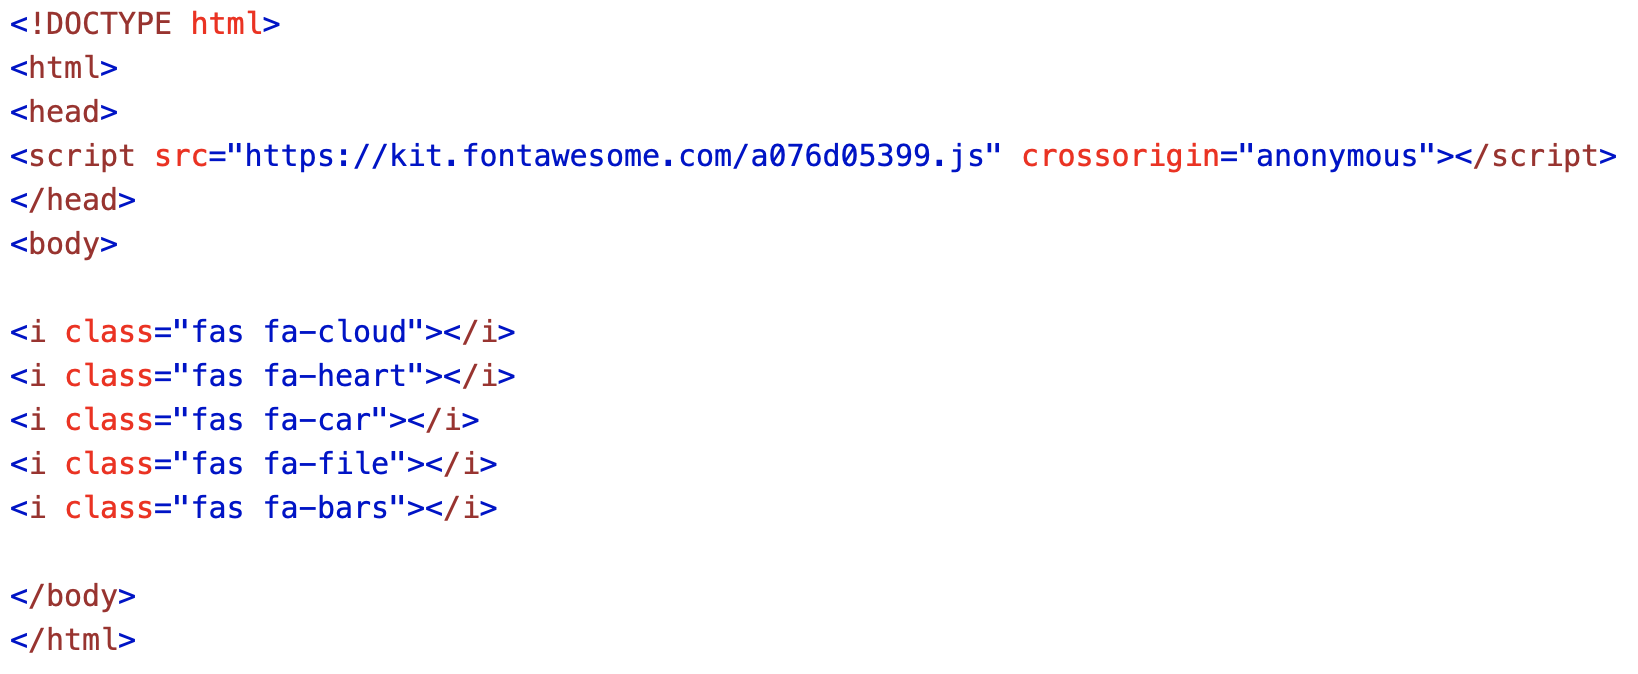 <!DOCTYPE html>
<html>
<head>
<script src="https://kit.fontawesome.com/a076d05399.js" crossorigin="anonymous"></script>
</head>
<body>
<i class="fas fa-cloud"></i>
<i class="fas fa-heart"></i>
<i class="fas fa-car"></i>
<i class="fas fa-file"></i>
<i class="fas fa-bars"></i>
</body>
</html>